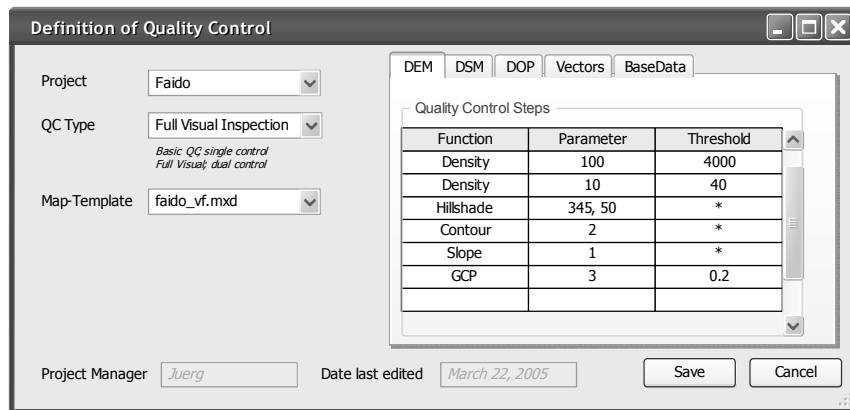 Definition of Quality Control
Project
Faido
QC Type
Full Visual Inspection
Basic QC; single control
Full Visual; dual control
Map-Template
faido_vf.mxd
DEM DSM DOP Vectors BaseData
Quality Control Steps
Function Parameter Threshold
Density 100 4000
Density 10 40
Hillshade 345, 50 *
Contour 2 *
Slope 1 *
GCP 3 0.2
Project Manager Juerg Date last edited March 22, 2005 Save Cancel